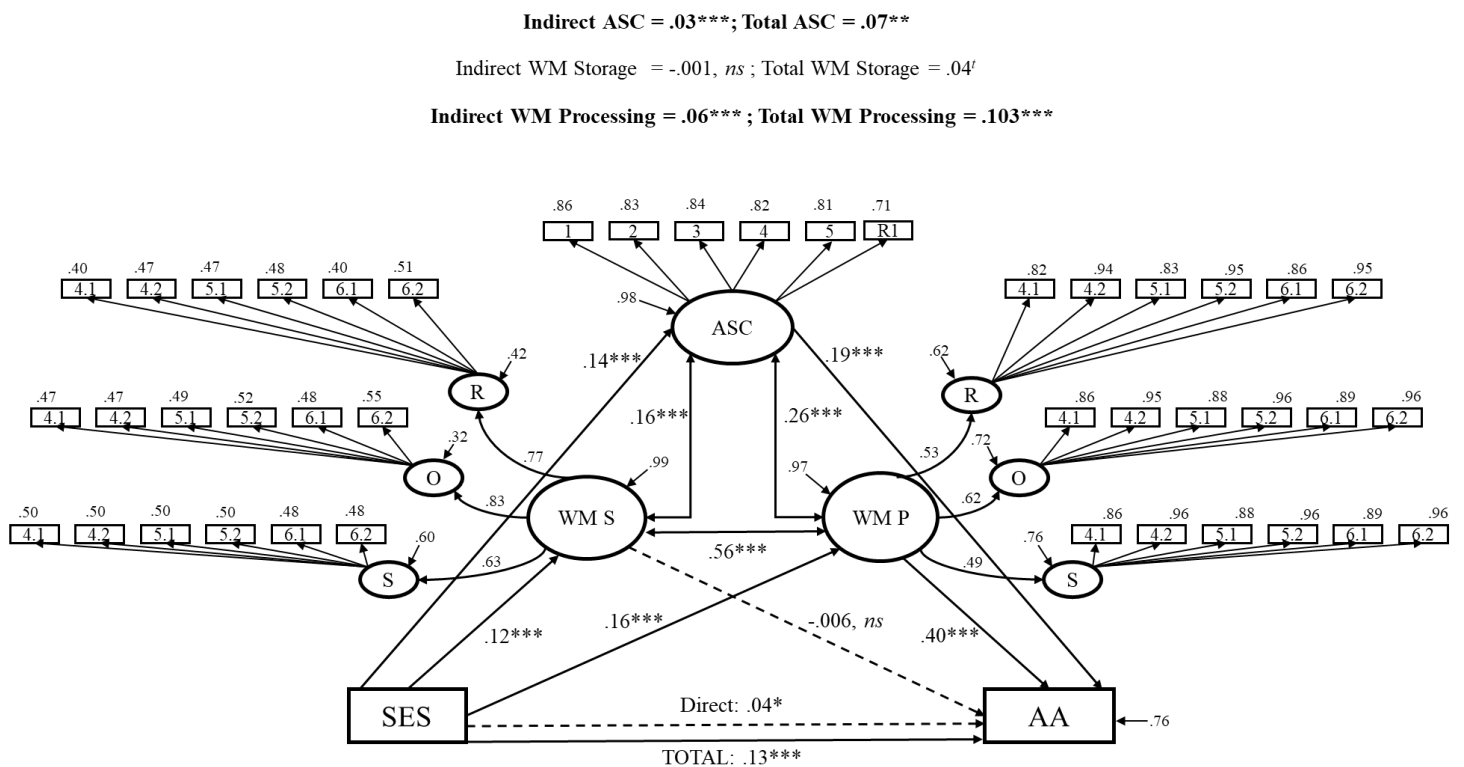 Indirect ASC = .03***; Total ASC = .07**
Indirect WM Storage = -.001, ns ; Total WM Storage = .04t
Indirect WM Processing = .06*** ; Total WM Processing = .103***
.86 .83 .84 .82 .81 .71
1 2 3 4 5 R1
.40 .47 .47 .48 .40 .51
4.1 4.2 5.1 5.2 6.1 6.2
.82 .94 .83 .95 .86 .95
4.1 4.2 5.1 5.2 6.1 6.2
.98
ASC
.14*** .19***
.42
R
.62
R
.47 .47 .49 .52 .48 .55
4.1 4.2 5.1 5.2 6.1 6.2
.86 .95 .88 .96 .89 .96
4.1 4.2 5.1 5.2 6.1 6.2
.16*** .26***
.32
O
.77
.99
.97
.53
.72
O
.83
WM S
WM P
.62
.50 .50 .50 .50 .48 .48
4.1 4.2 5.1 5.2 6.1 6.2
.86 .96 .88 .96 .89 .96
4.1 4.2 5.1 5.2 6.1 6.2
.60
S
.63
.56***
.49
.76
S
.12*** .16*** -.006, ns .40***
SES
Direct: .04*
AA
.76
TOTAL: .13***